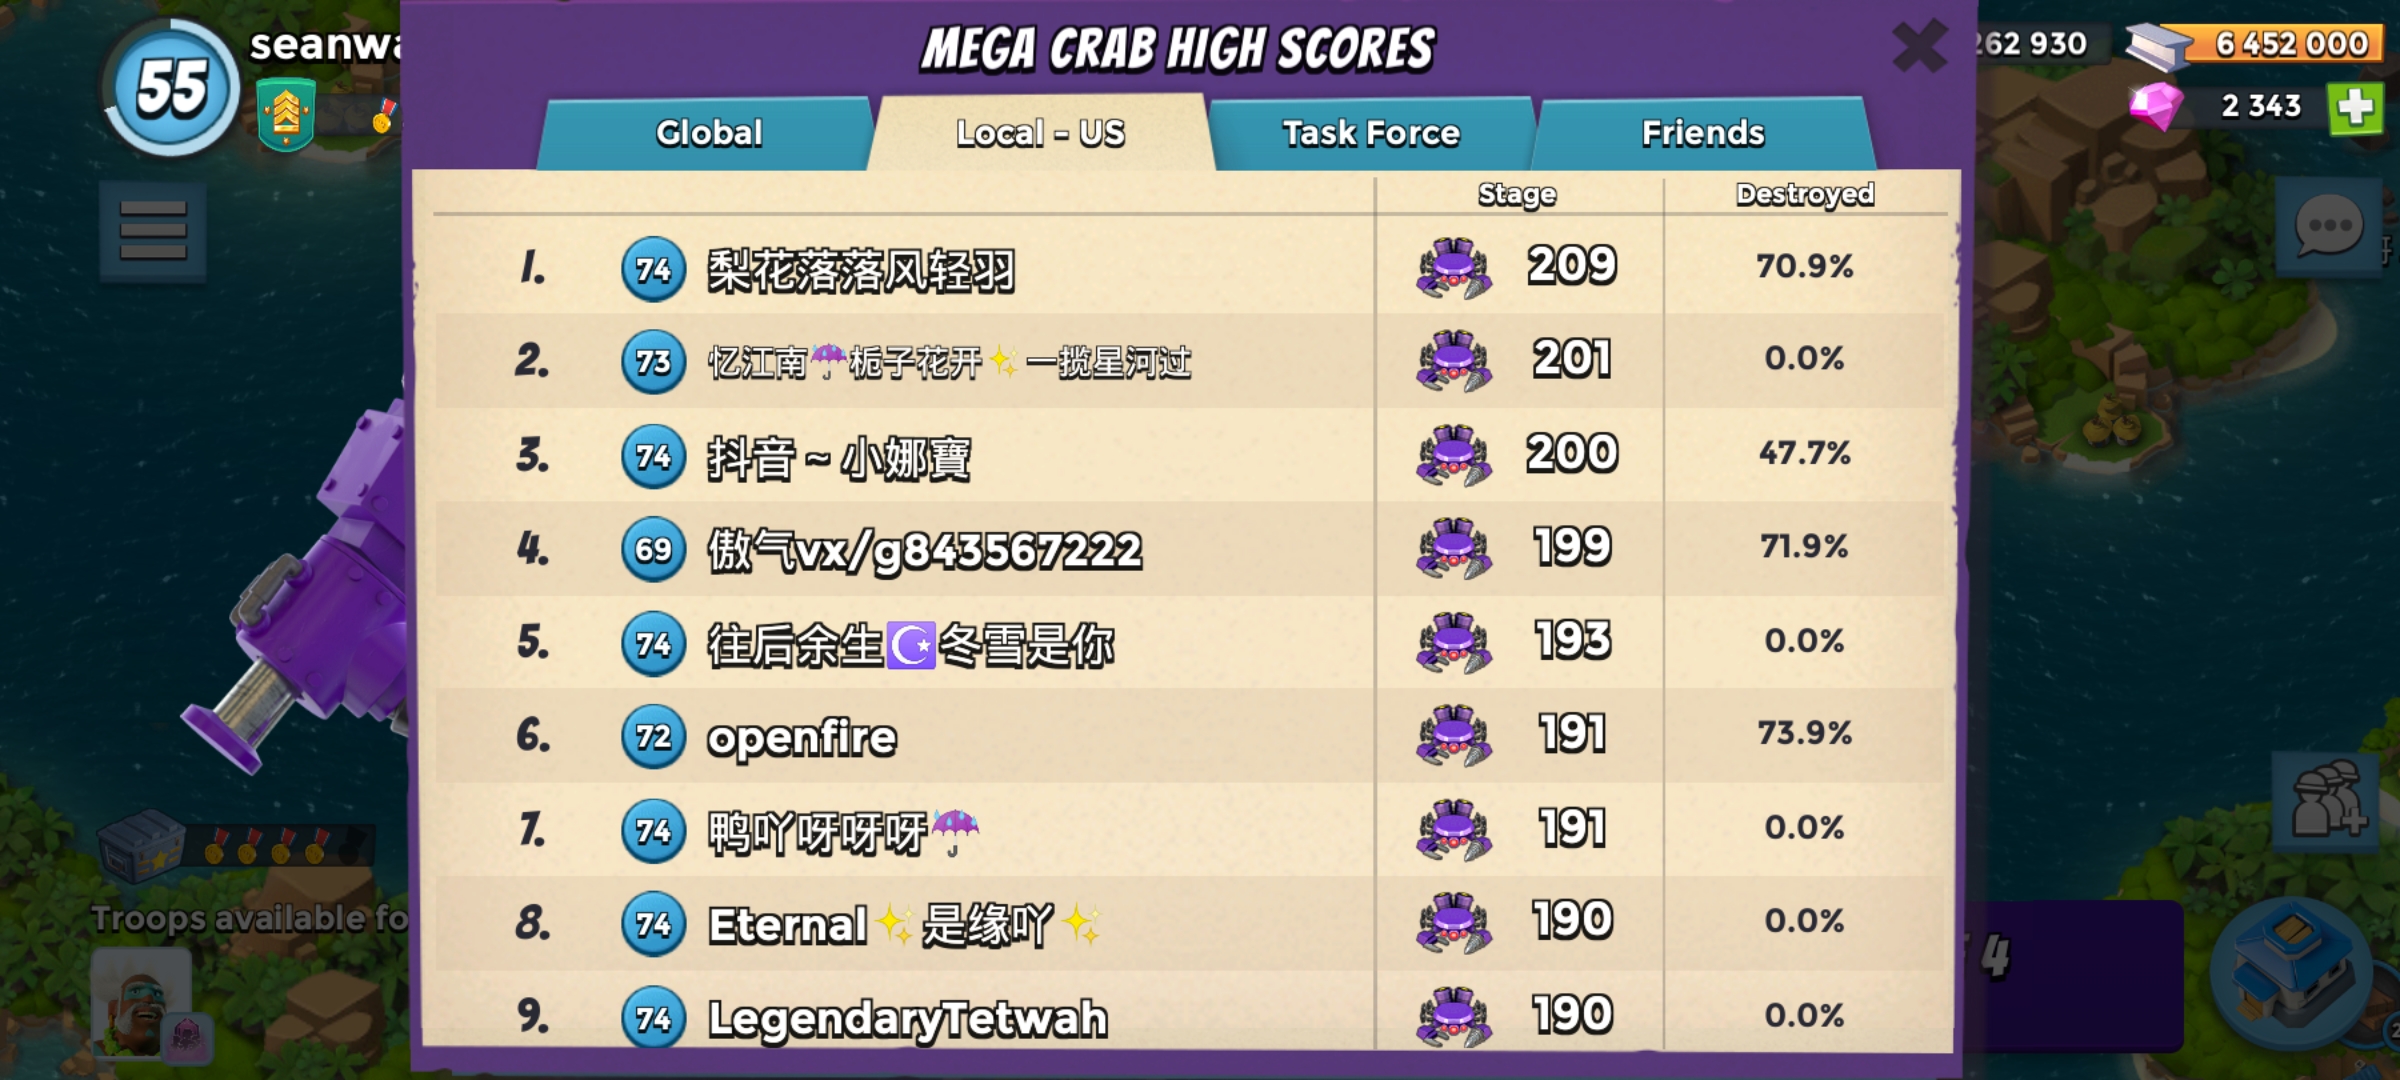 MEGA CRAB HIGH SCORES
55
262 930
6 452 000
2 343
Global
Local - US
Task Force
Friends
Stage
Destroyed
1. 74 梨花落落风轻羽 209 70.9%
2. 73 忆江南☂栀子花开✨一揽星河过 201 0.0%
3. 74 抖音～小娜寶 200 47.7%
4. 69 傲气vx/g843567222 199 71.9%
5. 74 往后余生☪冬雪是你 193 0.0%
6. 72 openfire 191 73.9%
7. 74 鸭吖呀呀呀☔ 191 0.0%
8. 74 Eternal✨是缘吖✨ 190 0.0%
9. 74 LegendaryTetwah 190 0.0%
Troops available
4